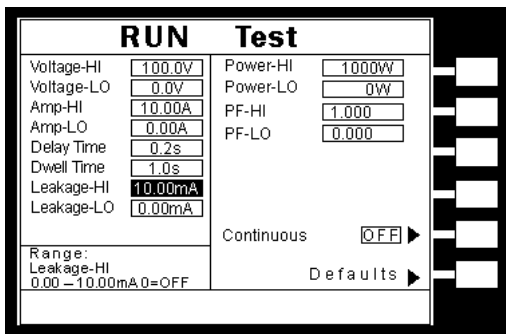 RUN Test
Voltage-HI 100.0V
Voltage-LO 0.0V
Amp-HI 10.00A
Amp-LO 0.00A
Delay Time 0.2s
Dwell Time 1.0s
Leakage-HI 10.00mA
Leakage-LO 0.00mA
Power-HI 1000W
Power-LO 0W
PF-HI 1.000
PF-LO 0.000
Continuous OFF
Defaults
Range:
Leakage-HI
0.00 – 10.00mA 0=OFF